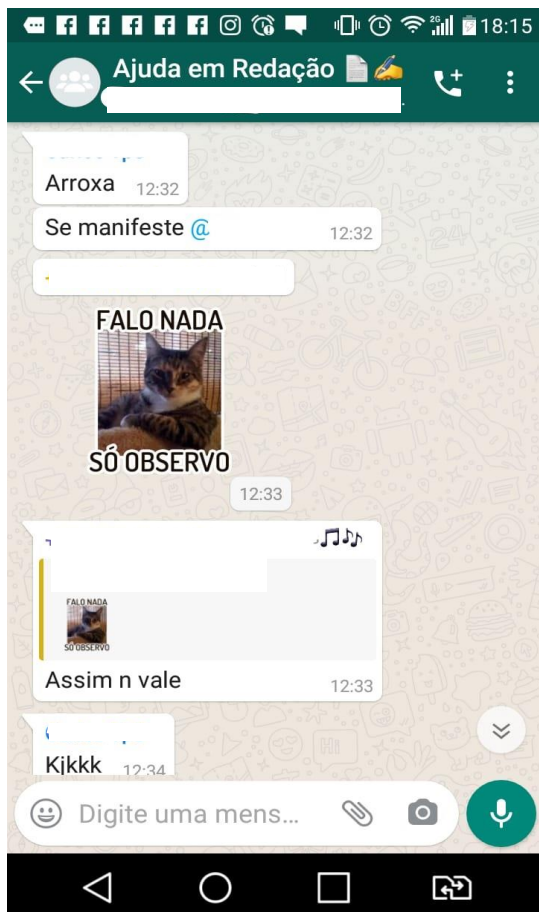 18:15
Ajuda em Redação
Arroxa 12:32
Se manifeste @ 12:32
FALO NADA
SÓ OBSERVO
12:33
FALO NADA
SÓ OBSERVO
Assim n vale 12:33
Kjkkk 12:34
Digite uma mens...